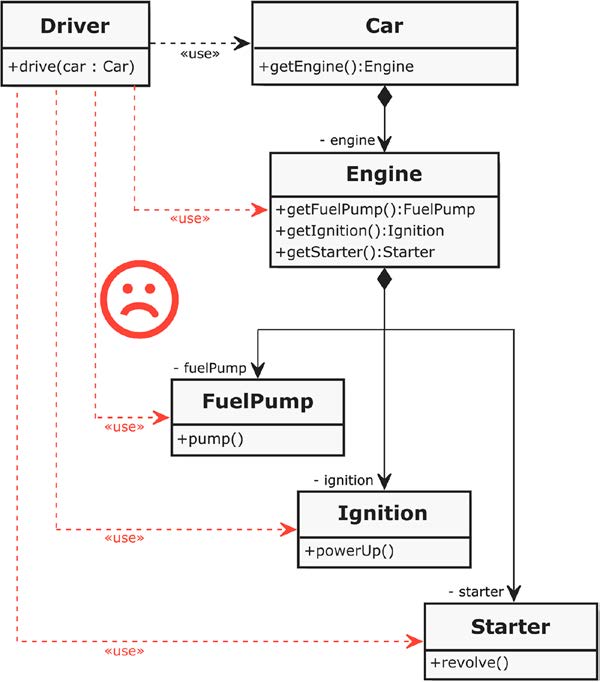 Driver
+drive(car : Car)
«use»
Car
+getEngine():Engine
- engine
Engine
+getFuelPump():FuelPump
+getIgnition():Ignition
+getStarter():Starter
«use»
- fuelPump
FuelPump
+pump()
«use»
- ignition
Ignition
+powerUp()
«use»
- starter
Starter
+revolve()
«use»